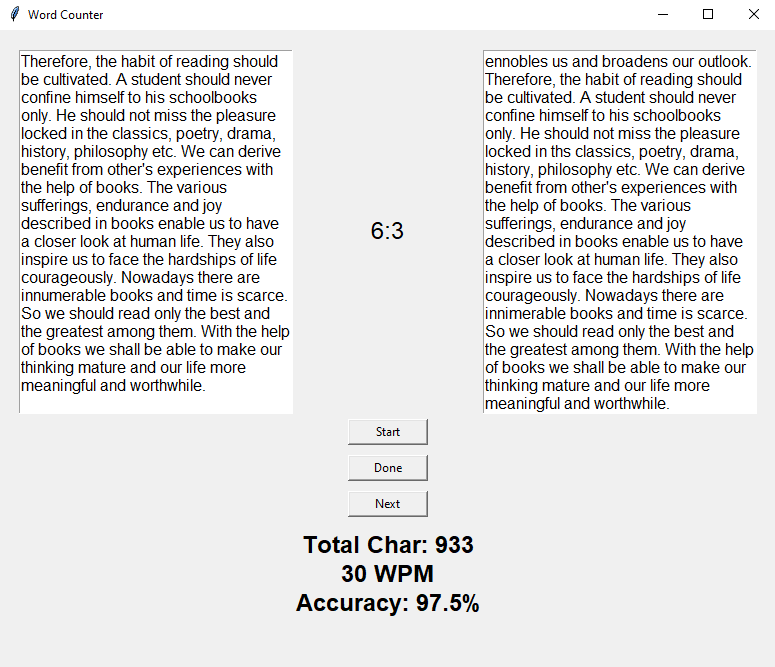 Word Counter
Therefore, the habit of reading should
be cultivated. A student should never
confine himself to his schoolbooks
only. He should not miss the pleasure
locked in the classics, poetry, drama,
history, philosophy etc. We can derive
benefit from other's experiences with
the help of books. The various
sufferings, endurance and joy
described in books enable us to have
a closer look at human life. They also
inspire us to face the hardships of life
courageously. Nowadays there are
innumerable books and time is scarce.
So we should read only the best and
the greatest among them. With the help
of books we shall be able to make our
thinking mature and our life more
meaningful and worthwhile.
6:3
ennobles us and broadens our outlook.
Therefore, the habit of reading should
be cultivated. A student should never
confine himself to his schoolbooks
only. He should not miss the pleasure
locked in ths classics, poetry, drama,
history, philosophy etc. We can derive
benefit from other's experiences with
the help of books. The various
sufferings, endurance and joy
described in books enable us to have
a closer look at human life. They also
inspire us to face the hardships of life
courageously. Nowadays there are
innimerable books and time is scarce.
So we should read only the best and
the greatest among them. With the help
of books we shall be able to make our
thinking mature and our life more
meaningful and worthwhile.
Start
Done
Next
Total Char: 933
30 WPM
Accuracy: 97.5%